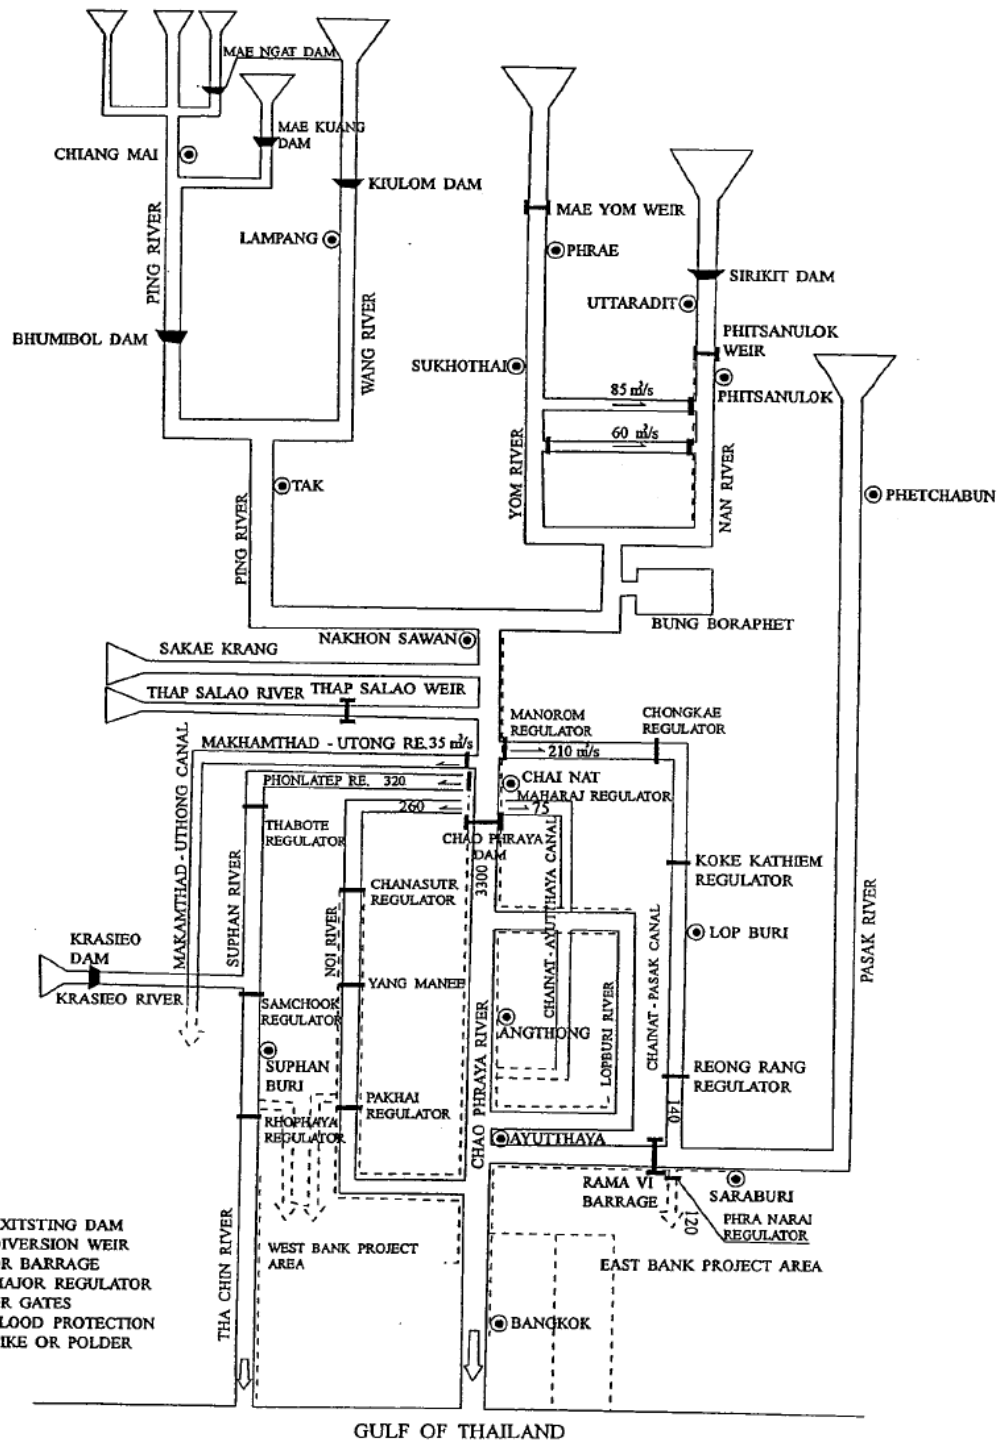 MAE NGAT DAM
MAE KUANG
DAM
CHIANG MAI
KIULOM DAM
MAE YOM WEIR
PING RIVER
LAMPANG
PHRAE
SIRIKIT DAM
UTTARADIT
WANG RIVER
BHUMIBOL DAM
PHITSANULOK
WEIR
SUKHOTHAI
PHITSANULOK
85 m³/s
60 m³/s
YOM RIVER
NAN RIVER
TAK
PHETCHABUN
PING RIVER
BUNG BORAPHET
NAKHON SAWAN
SAKAE KRANG
THAP SALAO RIVER
THAP SALAO WEIR
MANOROM
REGULATOR
CHONGKAE
REGULATOR
MAKHAMTHAD - UTONG RE. 35 m³/s
210 m³/s
PHONLATEP RE. 320
CHAI NAT
MAHARAJ REGULATOR
260
75
THABOTE
REGULATOR
CHAO PHRAYA
DAM
3300
MAKAMTHAD - UTHONG CANAL
CHAINAT - AYUTTHAYA CANAL
KOKE KATHIEM
REGULATOR
CHANASUTR
REGULATOR
SUPHAN RIVER
NOI RIVER
LOP BURI
PASAK RIVER
KRASIEO
DAM
KRASIEO RIVER
YANG MANEE
SAMCHOOK
REGULATOR
ANGTHONG
LOPBURI RIVER
CHAINAT - PASAK CANAL
SUPHAN
BURI
CHAO PHRAYA RIVER
REONG RANG
REGULATOR
140
PAKHAI
REGULATOR
RHOPHAYA
REGULATOR
AYUTTHAYA
RAMA VI
BARRAGE
SARABURI
120
PHRA NARAI
REGULATOR
THA CHIN RIVER
WEST BANK PROJECT
AREA
EAST BANK PROJECT AREA
XITSTING DAM
IVERSION WEIR
R BARRAGE
AJOR REGULATOR
R GATES
LOOD PROTECTION
IKE OR POLDER
BANGKOK
GULF OF THAILAND